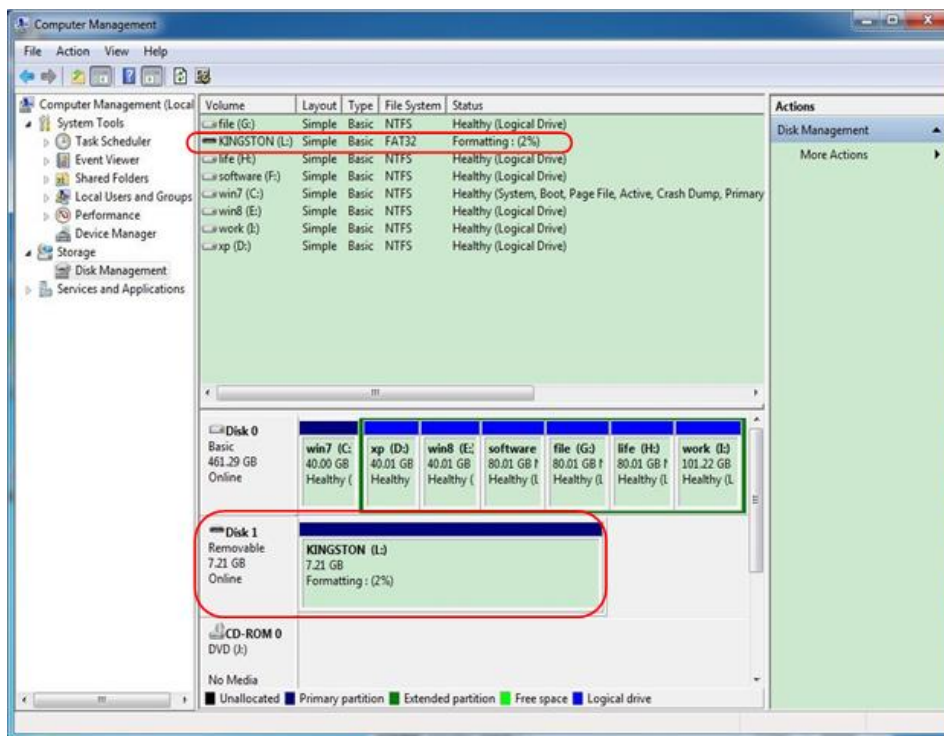 Computer Management
File Action View Help
Computer Management (Local
System Tools
Task Scheduler
Event Viewer
Shared Folders
Local Users and Groups
Performance
Device Manager
Storage
Disk Management
Services and Applications
Volume Layout Type File System Status
file (G:) Simple Basic NTFS Healthy (Logical Drive)
KINGSTON (L:) Simple Basic FAT32 Formatting : (2%)
life (H:) Simple Basic NTFS Healthy (Logical Drive)
software (F:) Simple Basic NTFS Healthy (Logical Drive)
win7 (C:) Simple Basic NTFS Healthy (System, Boot, Page File, Active, Crash Dump, Primary
win8 (E:) Simple Basic NTFS Healthy (Logical Drive)
work (I:) Simple Basic NTFS Healthy (Logical Drive)
xp (D:) Simple Basic NTFS Healthy (Logical Drive)
Actions
Disk Management
More Actions
Disk 0
Basic
461.29 GB
Online
win7 (C: xp (D:) win8 (E: software file (G:) life (H:) work (I:)
40.00 GB 40.01 GB 40.01 GB 80.01 GB 80.01 GB 80.01 GB 101.22 GB
Healthy ( Healthy Healthy ( Healthy (L Healthy (L Healthy (L Healthy (L
Disk 1
Removable
7.21 GB
Online
KINGSTON (L:)
7.21 GB
Formatting : (2%)
CD-ROM 0
DVD (J:)
No Media
Unallocated Primary partition Extended partition Free space Logical drive